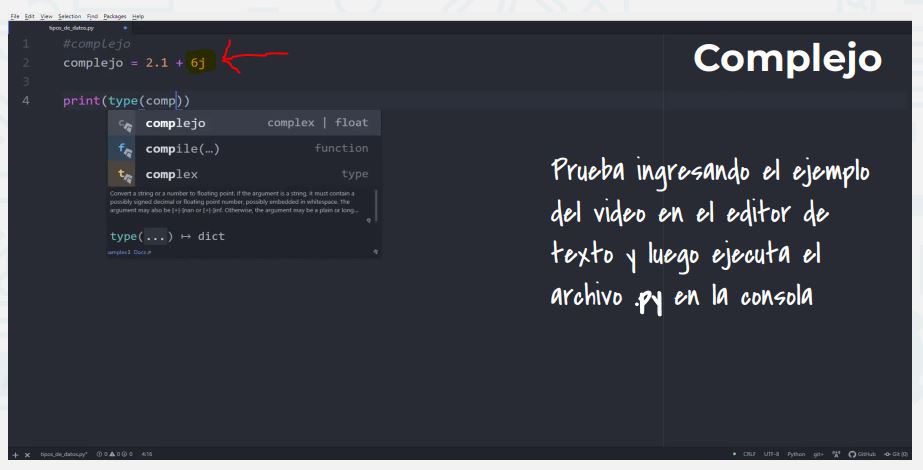 File Edit View Selection Find Packages Help
tipos_de_datos.py
1 #complejo
2 complejo = 2.1 + 6j
3
4 print(type(comp))
Complejo
c complejo complex | float
f compile(…) function
t complex type
Convert a string or a number to floating point. If the argument is a string, it must contain a
possibly signed decimal or floating point number, possibly embedded in whitespace. The
argument may also be [+|-]nan or [+|-]inf. Otherwise, the argument may be a plain or long...
type(...) ↦ dict
amples‽ Docs
Prueba ingresando el ejemplo
del video en el editor de
texto y luego ejecuta el
archivo .py en la consola
+ × tipos_de_datos.py* 0 0 0 4:16
CRLF UTF-8 Python git+ GitHub Git (0)